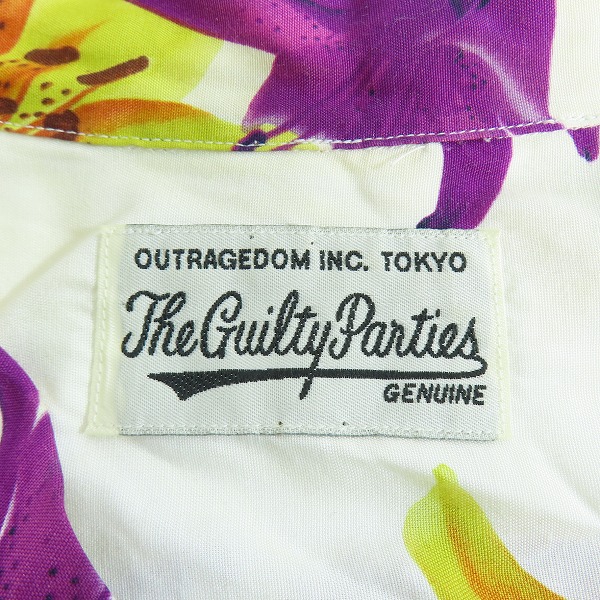 OUTRAGEDOM INC. TOKYO
The Guilty Parties
GENUINE